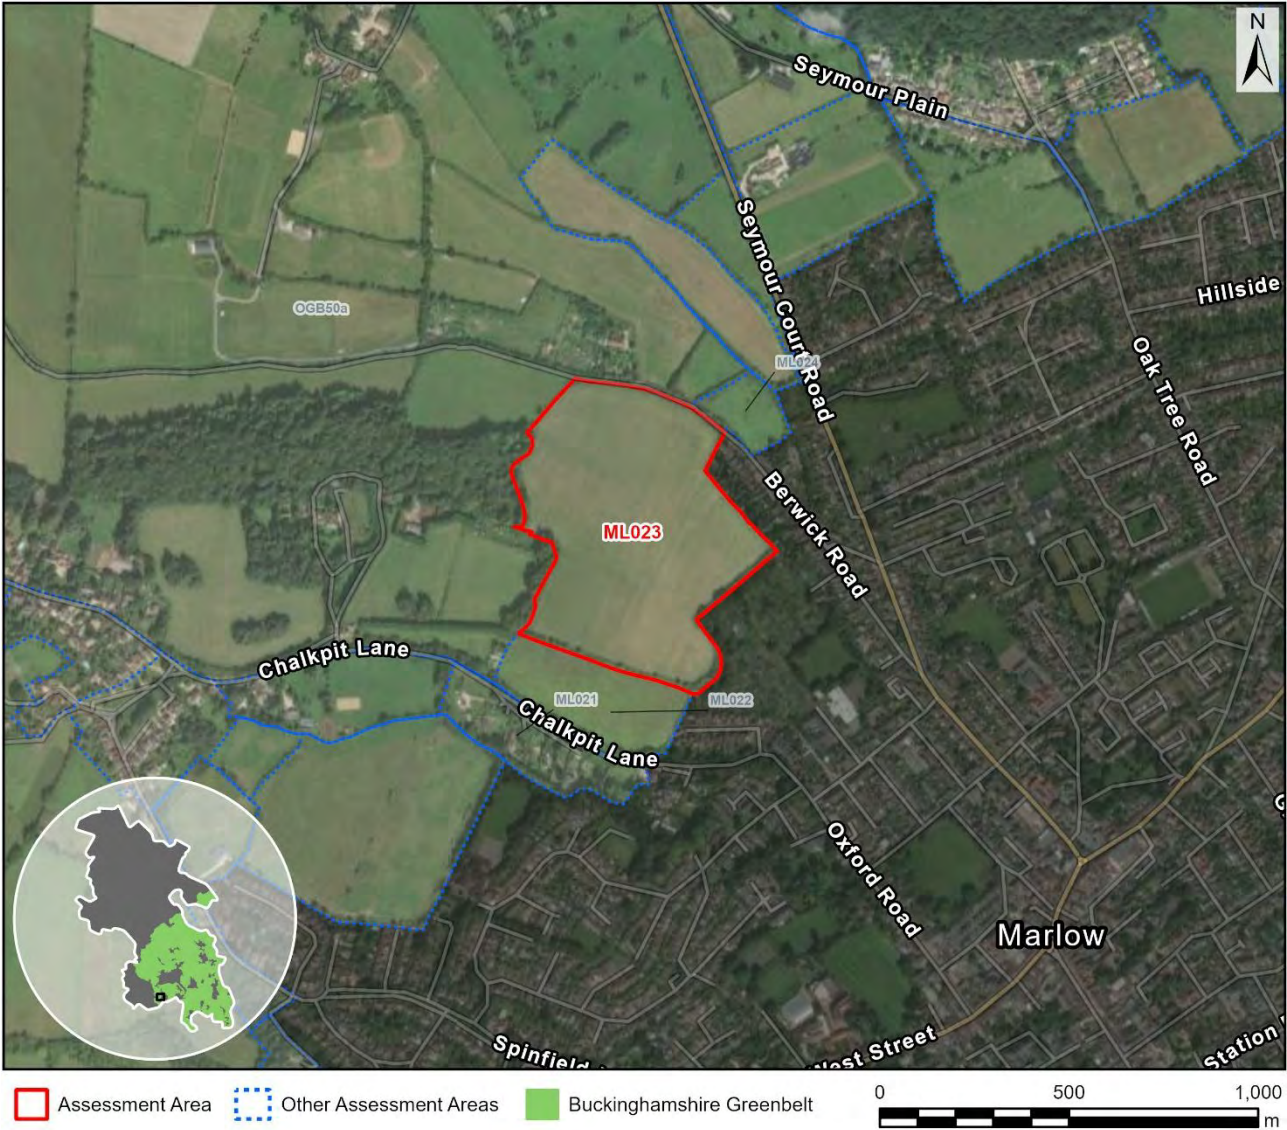 N
Seymour Plain
Seymour Court Road
Hillside
OGB50a
ML024
Oak Tree Road
ML023
Berwick Road
Chalkpit Lane
ML021
ML022
Chalkpit Lane
Oxford Road
Marlow
Spinfield
West Street
Station
Assessment Area
Other Assessment Areas
Buckinghamshire Greenbelt
0 500 1,000
m